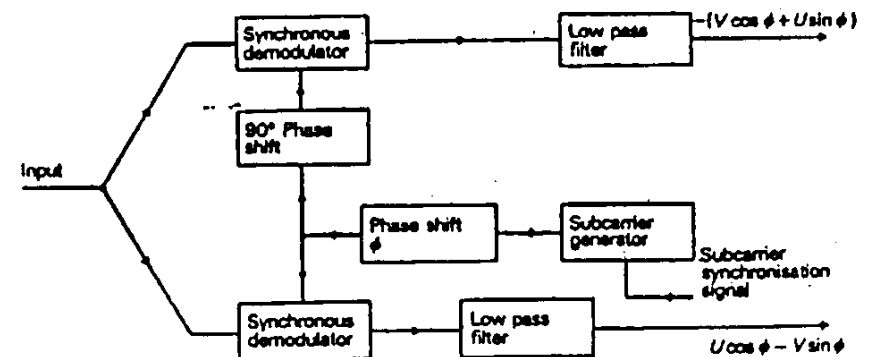 Synchronous
demodulator
Low pass
filter
−(V cos ϕ + U sin ϕ)
90° Phase
shift
Input
Phase shift
ϕ
Subcarrier
generator
Subcarrier
synchronisation
signal
Synchronous
demodulator
Low pass
filter
U cos ϕ − V sin ϕ